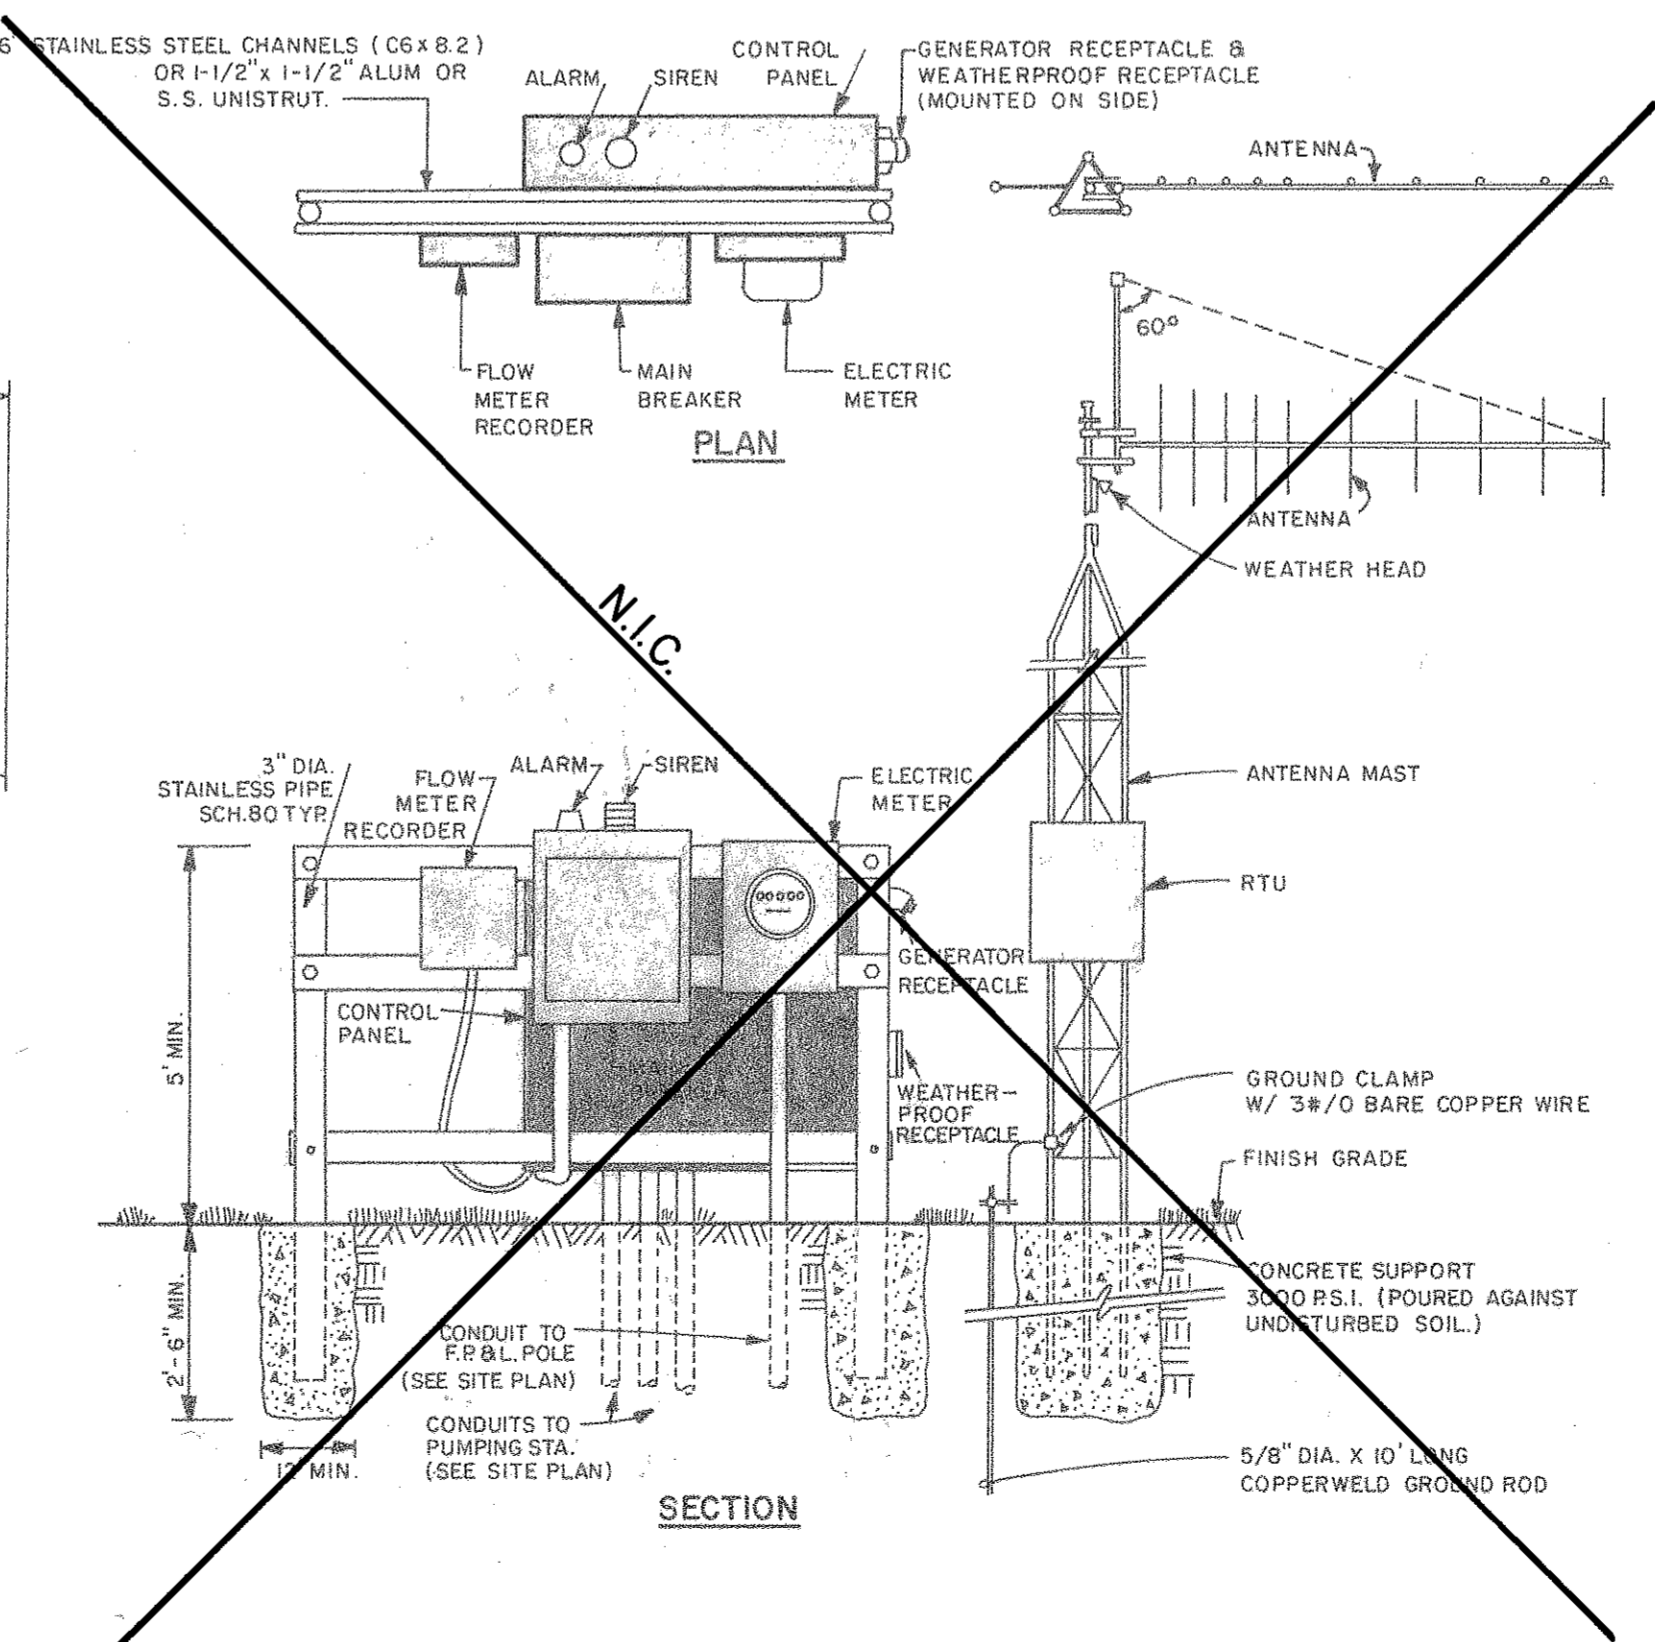 6" STAINLESS STEEL CHANNELS (C6x8.2)
OR 1-1/2"x 1-1/2" ALUM OR
S.S. UNISTRUT.
ALARM
SIREN
CONTROL
PANEL
GENERATOR RECEPTACLE &
WEATHERPROOF RECEPTACLE
(MOUNTED ON SIDE)
ANTENNA
60°
FLOW
METER
RECORDER
MAIN
BREAKER
ELECTRIC
METER
PLAN
ANTENNA
WEATHER HEAD
N.I.C.
3" DIA.
STAINLESS PIPE
SCH.80 TYP.
FLOW
METER
RECORDER
ALARM
SIREN
ELECTRIC
METER
ANTENNA MAST
00000
RTU
GENERATOR
RECEPTACLE
CONTROL
PANEL
5' MIN.
WEATHER-
PROOF
RECEPTACLE
GROUND CLAMP
W/ 3#/0 BARE COPPER WIRE
FINISH GRADE
2'-6" MIN.
CONCRETE SUPPORT
3000 P.S.I. (POURED AGAINST
UNDISTURBED SOIL.)
CONDUIT TO
F.P.&L. POLE
(SEE SITE PLAN)
CONDUITS TO
PUMPING STA.
(SEE SITE PLAN)
12" MIN.
5/8" DIA. X 10' LONG
COPPERWELD GROUND ROD
SECTION